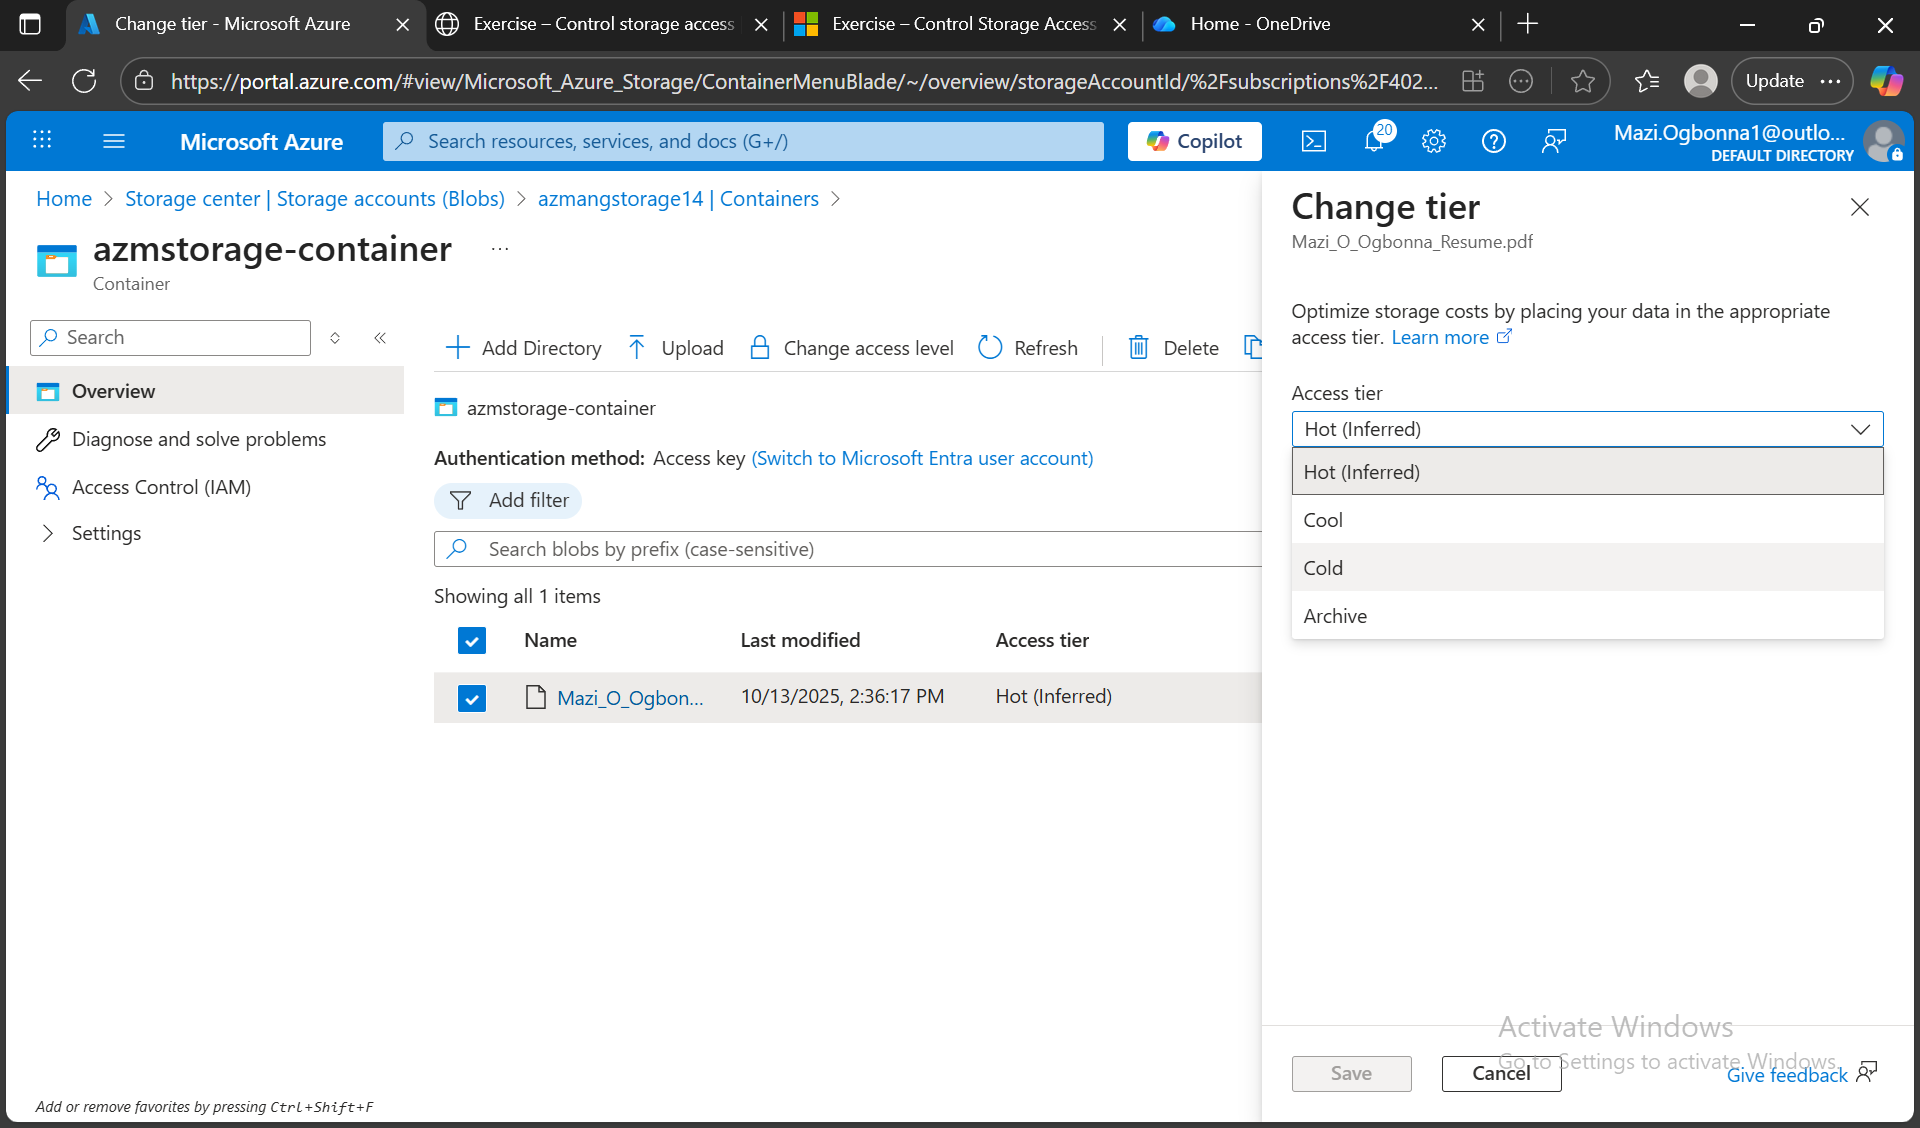 Change tier - Microsoft Azure
Exercise – Control storage access
Exercise – Control Storage Access
Home - OneDrive
https://portal.azure.com/#view/Microsoft_Azure_Storage/ContainerMenuBlade/~/overview/storageAccountId/%2Fsubscriptions%2F402...
Update
Microsoft Azure
Search resources, services, and docs (G+/)
Copilot
20
Mazi.Ogbonna1@outlo...
DEFAULT DIRECTORY
Home > Storage center | Storage accounts (Blobs) > azmangstorage14 | Containers >
azmstorage-container ...
Container
Search
Overview
Diagnose and solve problems
Access Control (IAM)
Settings
Add Directory
Upload
Change access level
Refresh
Delete
azmstorage-container
Authentication method: Access key (Switch to Microsoft Entra user account)
Add filter
Search blobs by prefix (case-sensitive)
Showing all 1 items
Name Last modified Access tier
Mazi_O_Ogbon... 10/13/2025, 2:36:17 PM Hot (Inferred)
Change tier
Mazi_O_Ogbonna_Resume.pdf
Optimize storage costs by placing your data in the appropriate
access tier. Learn more
Access tier
Hot (Inferred)
Hot (Inferred)
Cool
Cold
Archive
Activate Windows
Go to Settings to activate Windows.
Save
Cancel
Give feedback
Add or remove favorites by pressing Ctrl+Shift+F